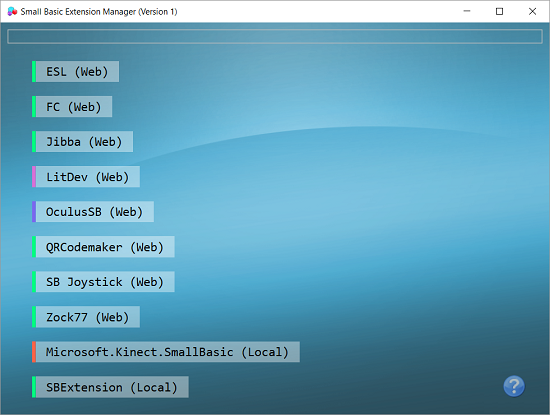 Small Basic Extension Manager (Version 1)
ESL (Web)
FC (Web)
Jibba (Web)
LitDev (Web)
OculusSB (Web)
QRCodemaker (Web)
SB Joystick (Web)
Zock77 (Web)
Microsoft.Kinect.SmallBasic (Local)
SBExtension (Local)
?